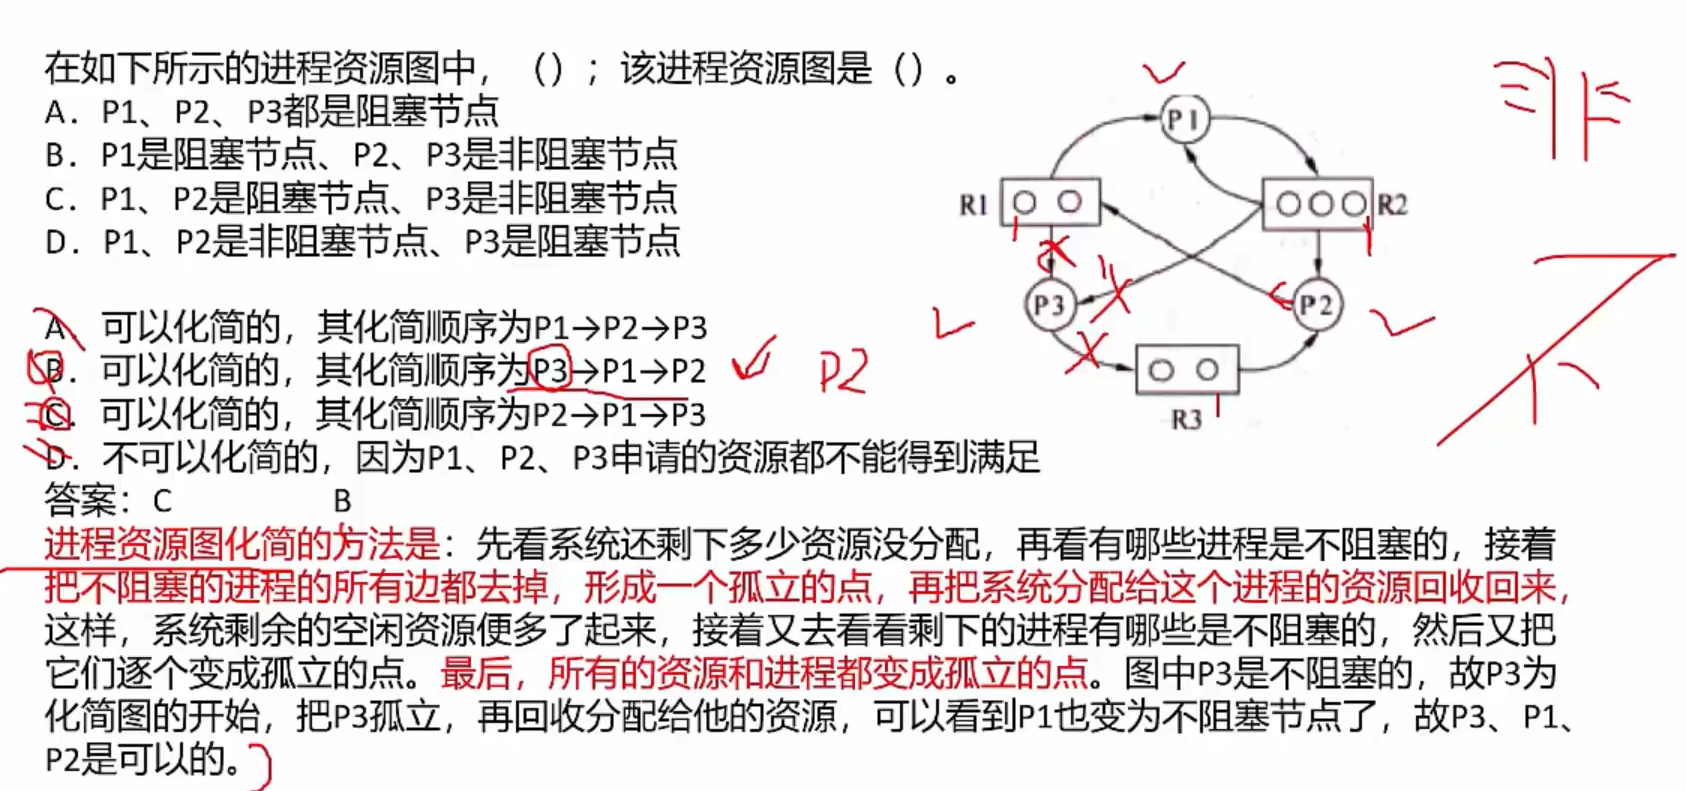 在如下所示的进程资源图中，（）；该进程资源图是（）。
A．P1、P2、P3都是阻塞节点
B．P1是阻塞节点、P2、P3是非阻塞节点
C．P1、P2是阻塞节点、P3是非阻塞节点
D．P1、P2是非阻塞节点、P3是阻塞节点
A．可以化简的，其化简顺序为P1→P2→P3
B．可以化简的，其化简顺序为P3→P1→P2
C．可以化简的，其化简顺序为P2→P1→P3
D．不可以化简的，因为P1、P2、P3申请的资源都不能得到满足
答案：C B
进程资源图化简的方法是：先看系统还剩下多少资源没分配，再看有哪些进程是不阻塞的，接着
把不阻塞的进程的所有边都去掉，形成一个孤立的点，再把系统分配给这个进程的资源回收回来，
这样，系统剩余的空闲资源便多了起来，接着又去看看剩下的进程有哪些是不阻塞的，然后又把
它们逐个变成孤立的点。最后，所有的资源和进程都变成孤立的点。图中P3是不阻塞的，故P3为
化简图的开始，把P3孤立，再回收分配给他的资源，可以看到P1也变为不阻塞节点了，故P3、P1、
P2是可以的。
P1
R1
R2
P3
P2
R3
P2
非